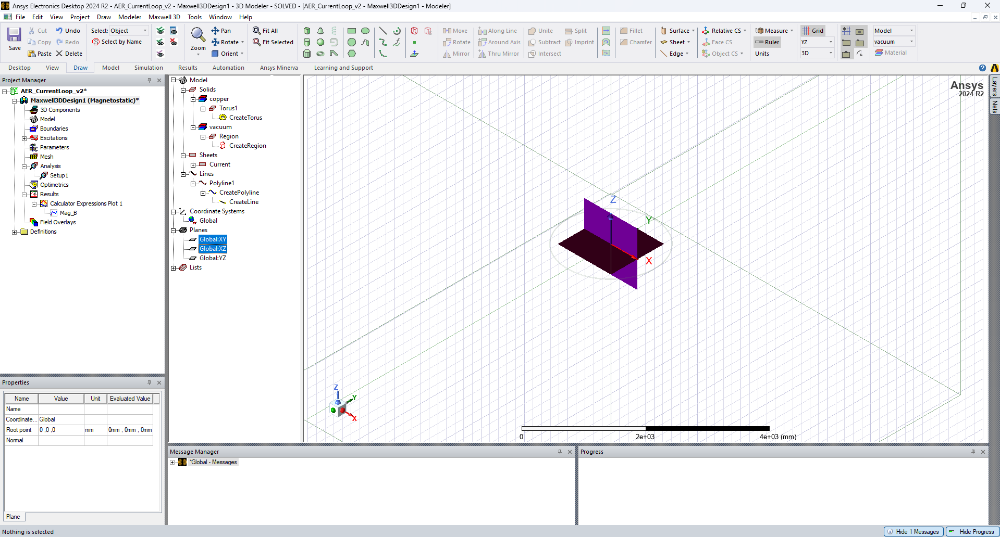 Ansys Electronics Desktop 2024 R2 - AER_CurrentLoop_v2 - Maxwell3DDesign1 - 3D Modeler - SOLVED - [AER_CurrentLoop_v2 - Maxwell3DDesign1 - Modeler]
File Edit View Project Draw Modeler Maxwell 3D Tools Window Help
Save
Cut
Copy
Paste
Undo
Redo
Delete
Select: Object
Select by Name
Zoom
Pan
Rotate
Orient
Fit All
Fit Selected
Move
Rotate
Mirror
Along Line
Around Axis
Thru Mirror
Unite
Subtract
Intersect
Split
Imprint
Fillet
Chamfer
Surface
Sheet
Edge
Relative CS
Face CS
Object CS
Measure
Ruler
Units
Grid
YZ
3D
Model
vacuum
Material
Desktop View Draw Model Simulation Results Automation Ansys Minerva Learning and Support
Project Manager
AER_CurrentLoop_v2*
Maxwell3DDesign1 (Magnetostatic)*
3D Components
Model
Boundaries
Excitations
Parameters
Mesh
Analysis
Setup1
Optimetrics
Results
Calculator Expressions Plot 1
Mag_B
Field Overlays
Definitions
Model
Solids
copper
Torus1
CreateTorus
vacuum
Region
CreateRegion
Sheets
Current
Lines
Polyline1
CreatePolyline
CreateLine
Coordinate Systems
Global
Planes
Global:XY
Global:XZ
Global:YZ
Lists
Ansys
2024 R2
Layers
Nets
Z
Y
X
Z
Y
X
0 2e+03 4e+03 (mm)
Properties
Name Value Unit Evaluated Value
Name
Coordinate... Global
Root point 0 ,0 ,0 mm 0mm , 0mm , 0mm
Normal
Plane
Message Manager
*Global - Messages
Progress
Nothing is selected
Hide 1 Messages
Hide Progress